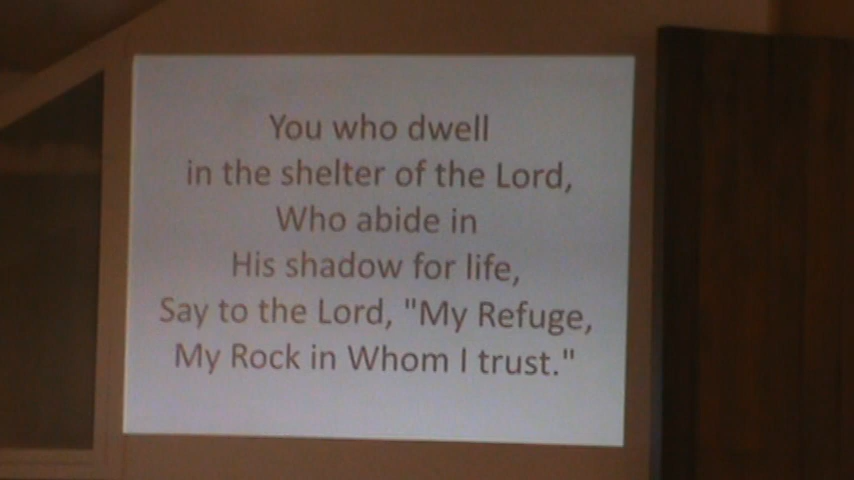 You who dwell
in the shelter of the Lord,
Who abide in
His shadow for life,
Say to the Lord, "My Refuge,
My Rock in Whom I trust."